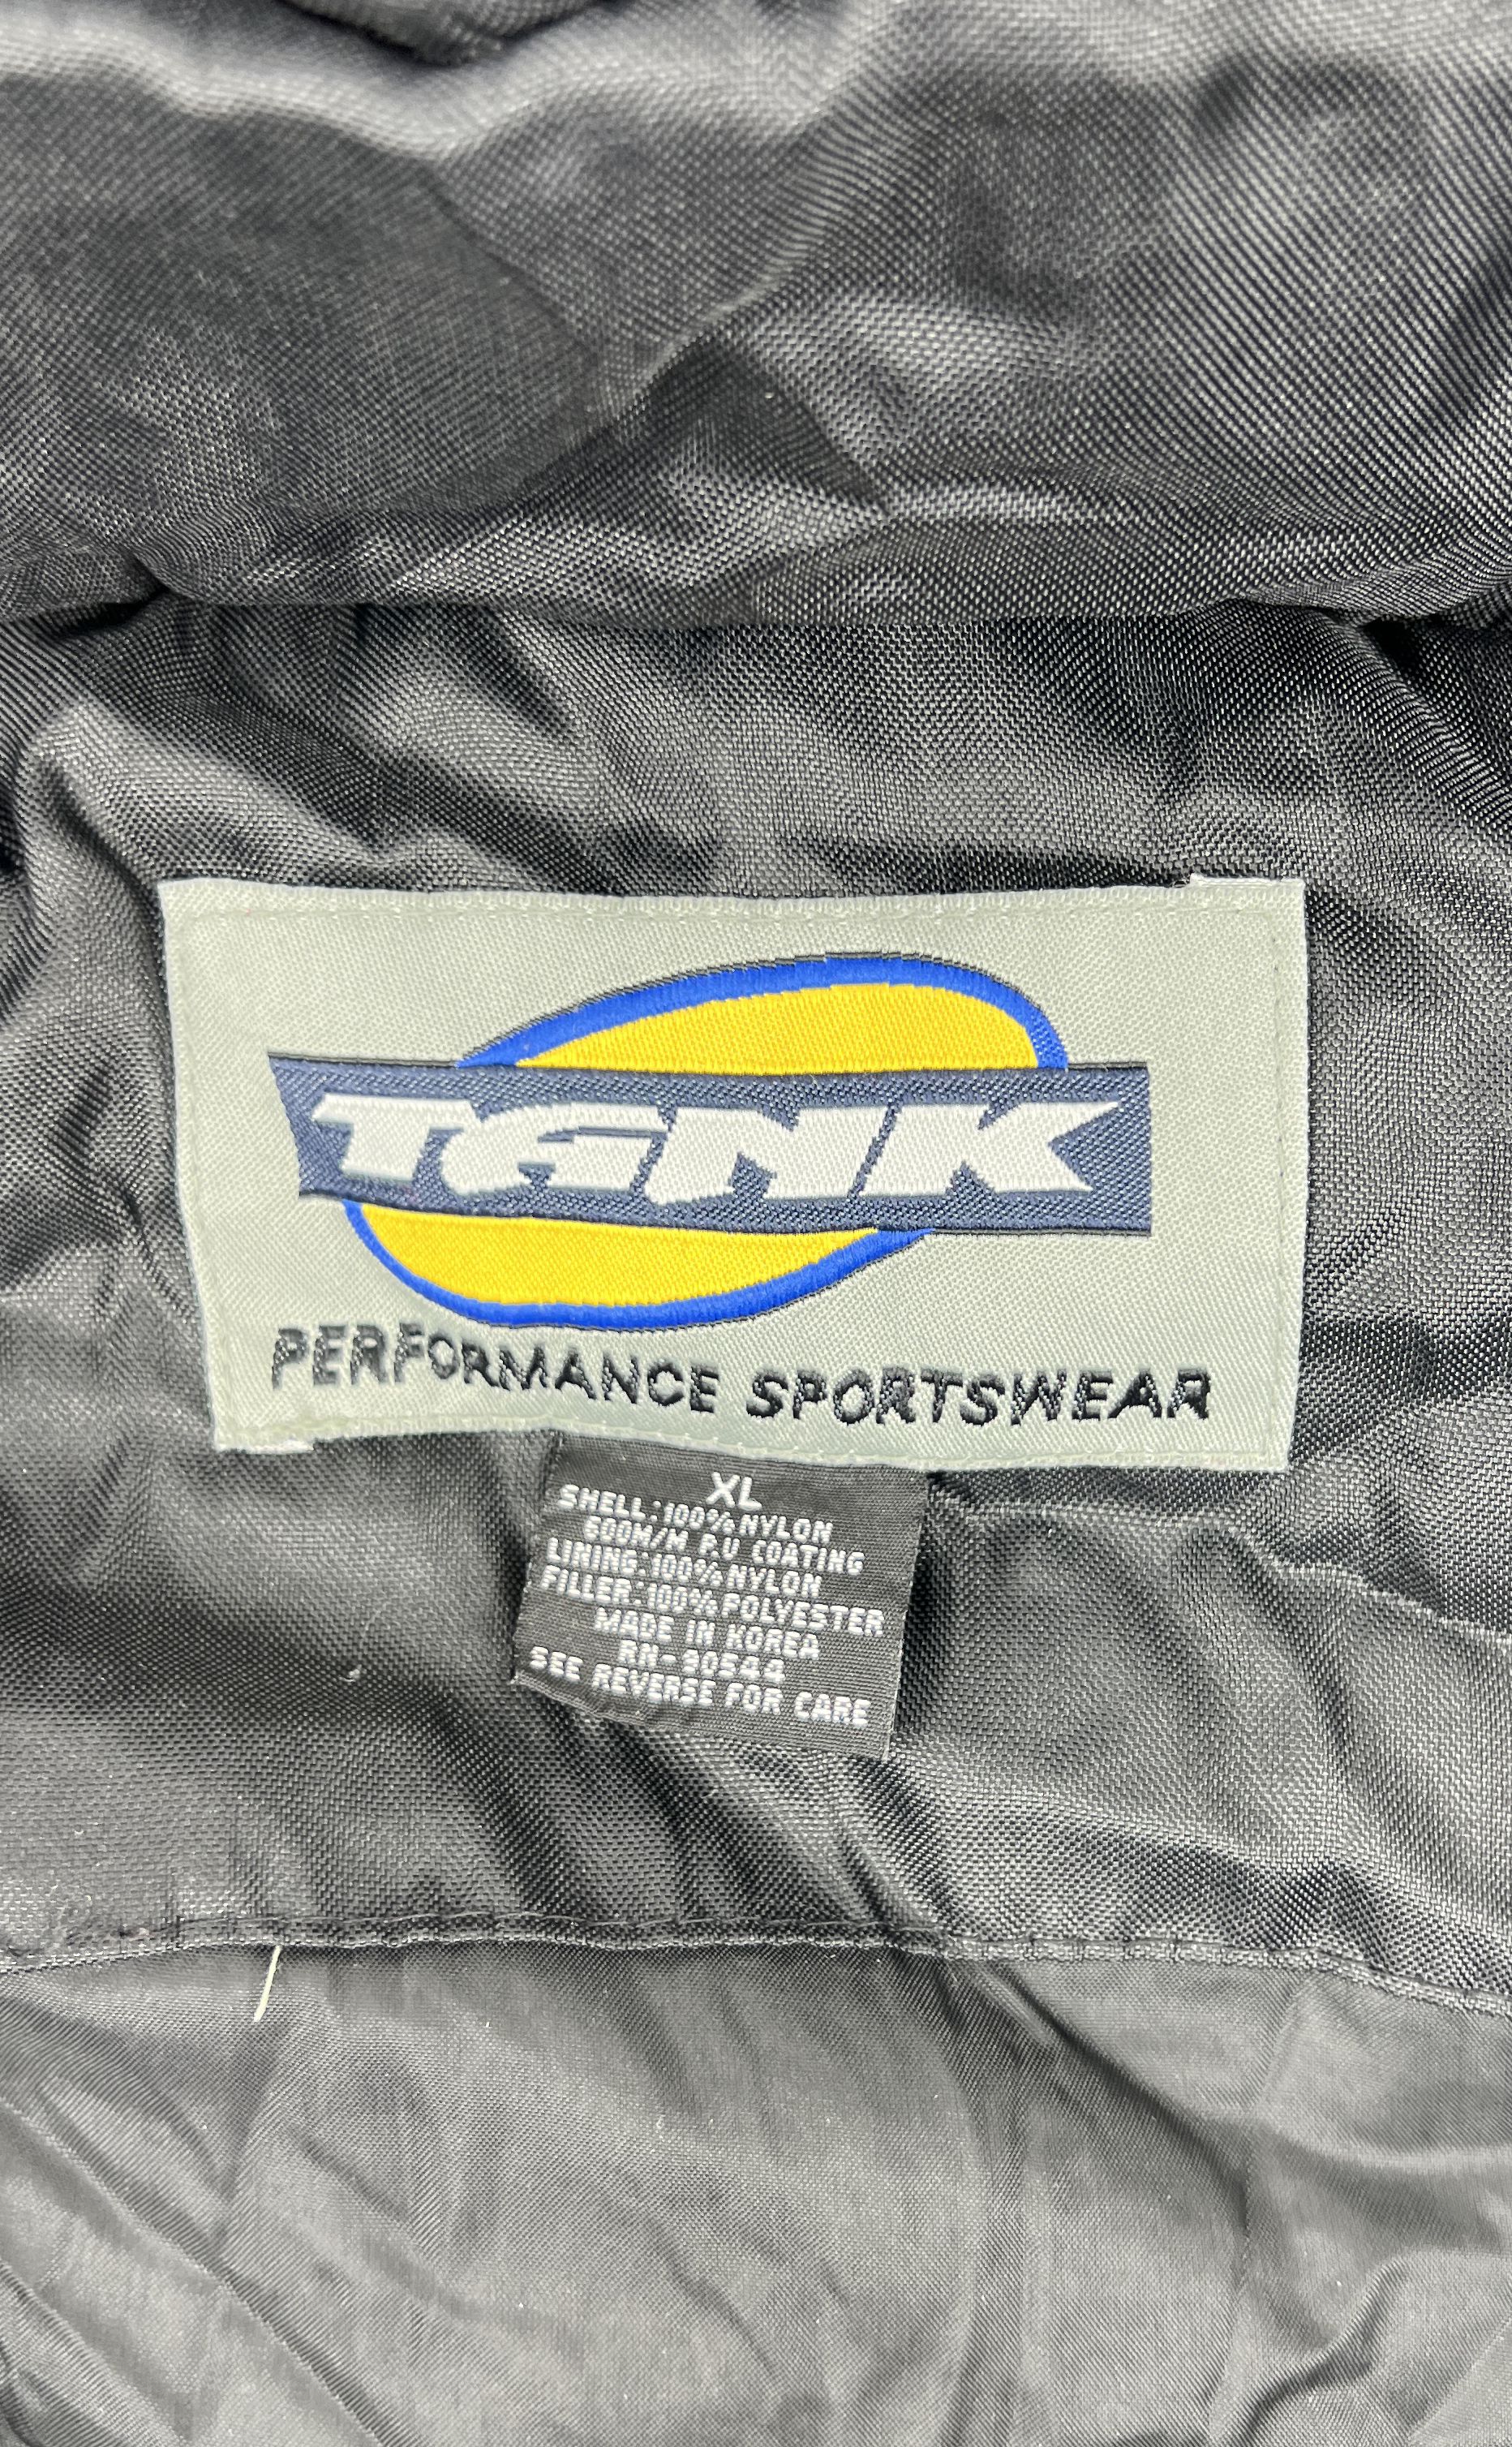 TANK
PERFORMANCE SPORTSWEAR
XL
SHELL:100% NYLON
600M/M P.U COATING
LINING:100% NYLON
FILLER:100% POLYESTER
MADE IN KOREA
SEE REVERSE FOR CARE